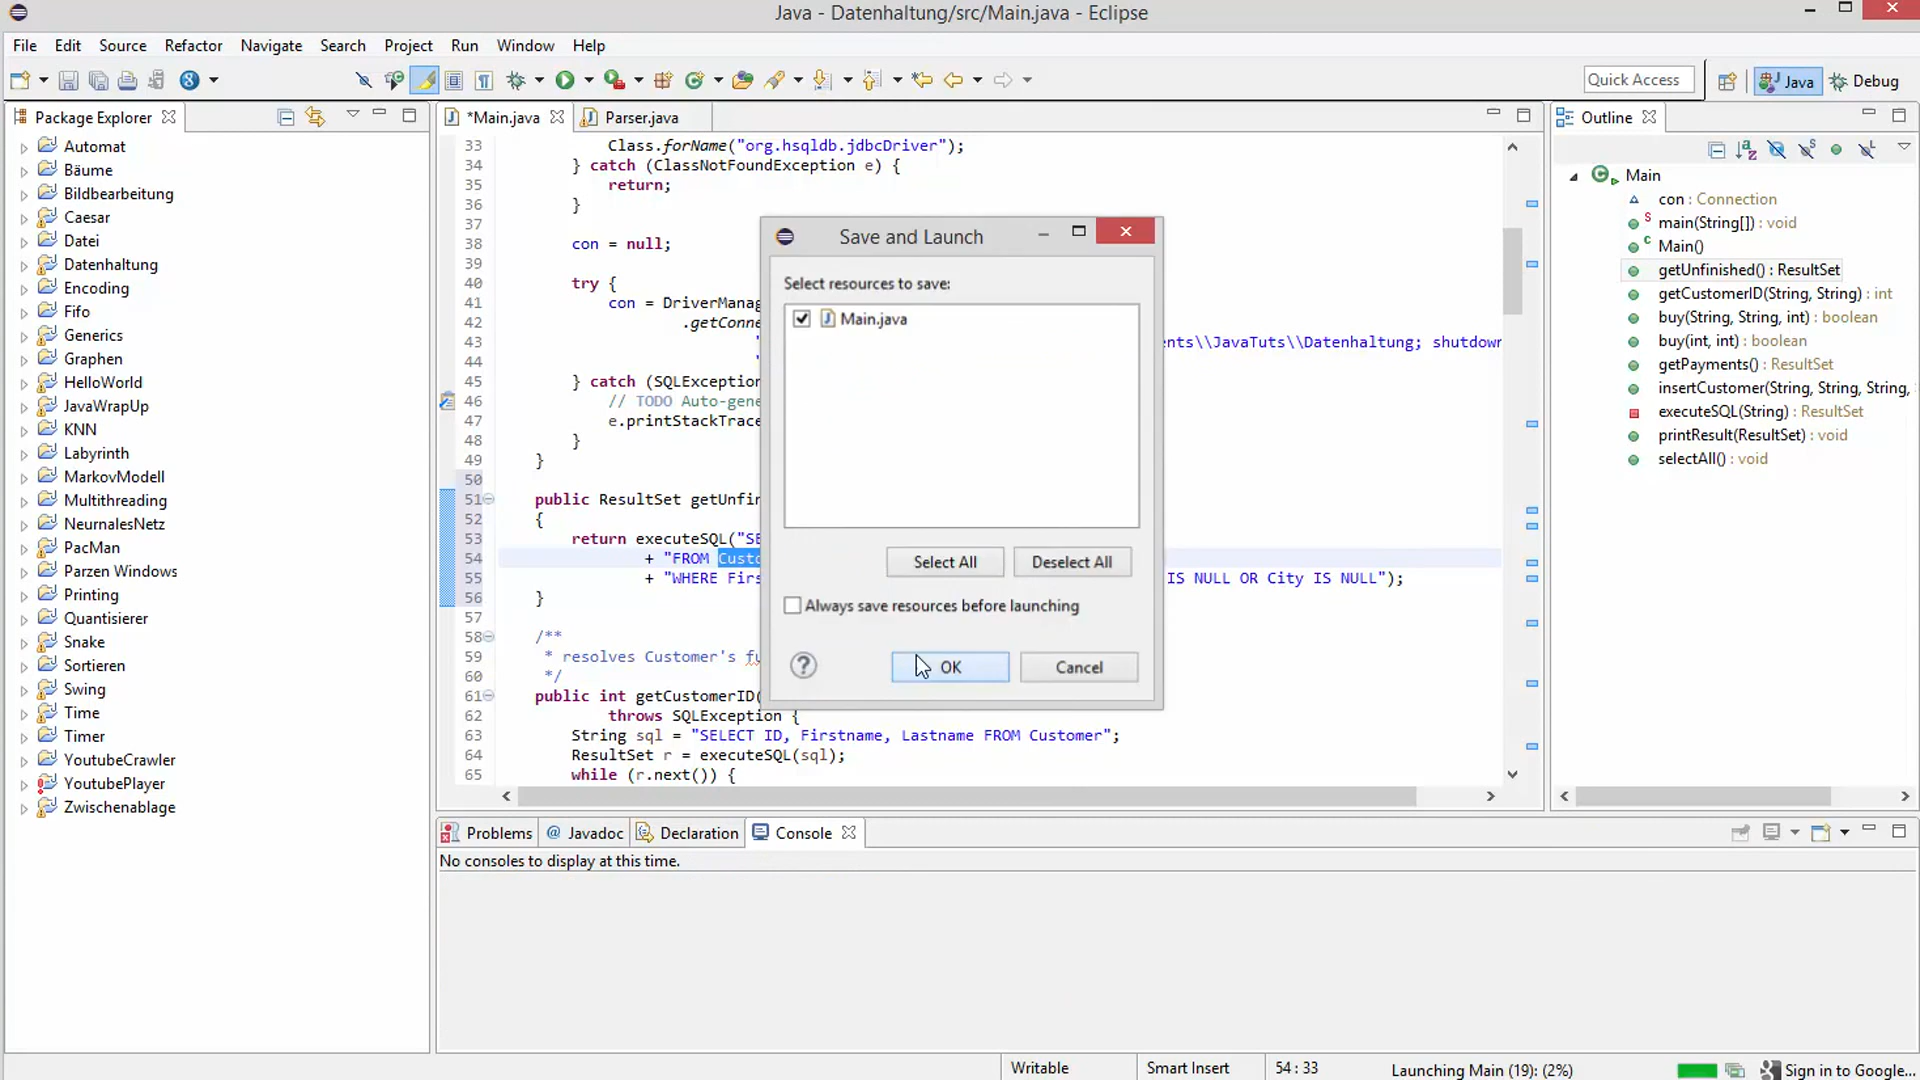 Java - Datenhaltung/src/Main.java - Eclipse
File Edit Source Refactor Navigate Search Project Run Window Help
Quick Access
Java
Debug
Package Explorer
Automat
Bäume
Bildbearbeitung
Caesar
Datei
Datenhaltung
Encoding
Fifo
Generics
Graphen
HelloWorld
JavaWrapUp
KNN
Labyrinth
MarkovModell
Multithreading
NeurnalesNetz
PacMan
Parzen Windows
Printing
Quantisierer
Snake
Sortieren
Swing
Time
Timer
YoutubeCrawler
YoutubePlayer
Zwischenablage
*Main.java
Parser.java
33 Class.forName("org.hsqldb.jdbcDriver");
34 } catch (ClassNotFoundException e) {
35 return;
36 }
37
38 con = null;
39
40 try {
41 con = DriverManag
42 .getConne
43 ents\\JavaTuts\\Datenhaltung; shutdown
44
45 } catch (SQLException
46 // TODO Auto-gene
47 e.printStackTrace
48 }
49 }
50
51 public ResultSet getUnfin
52 {
53 return executeSQL("SE
54 + "FROM Custo
55 + "WHERE Firs IS NULL OR City IS NULL");
56 }
57
58 /**
59 * resolves Customer's fu
60 */
61 public int getCustomerID(
62 throws SQLException {
63 String sql = "SELECT ID, Firstname, Lastname FROM Customer";
64 ResultSet r = executeSQL(sql);
65 while (r.next()) {
Save and Launch
Select resources to save:
Main.java
Select All
Deselect All
Always save resources before launching
?
OK
Cancel
Outline
Main
con : Connection
main(String[]) : void
Main()
getUnfinished() : ResultSet
getCustomerID(String, String) : int
buy(String, String, int) : boolean
buy(int, int) : boolean
getPayments() : ResultSet
insertCustomer(String, String, String,
executeSQL(String) : ResultSet
printResult(ResultSet) : void
selectAll() : void
Problems
@ Javadoc
Declaration
Console
No consoles to display at this time.
Writable
Smart Insert
54 : 33
Launching Main (19): (2%)
Sign in to Google...